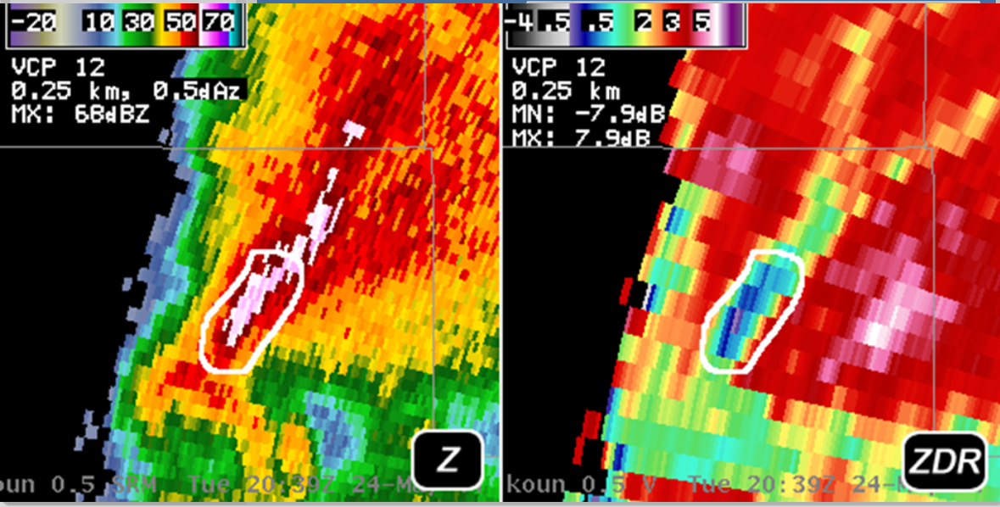 -20 10 30 50 70
VCP 12
0.25 km, 0.5dAz
MX: 68dBZ
Z
oun 0.5 SRM Tue 20:39Z 24-M
-4 .5 .5 2 3 5
VCP 12
0.25 km
MN: -7.9dB
MX: 7.9dB
ZDR
koun 0.5 V Tue 20:39Z 24-